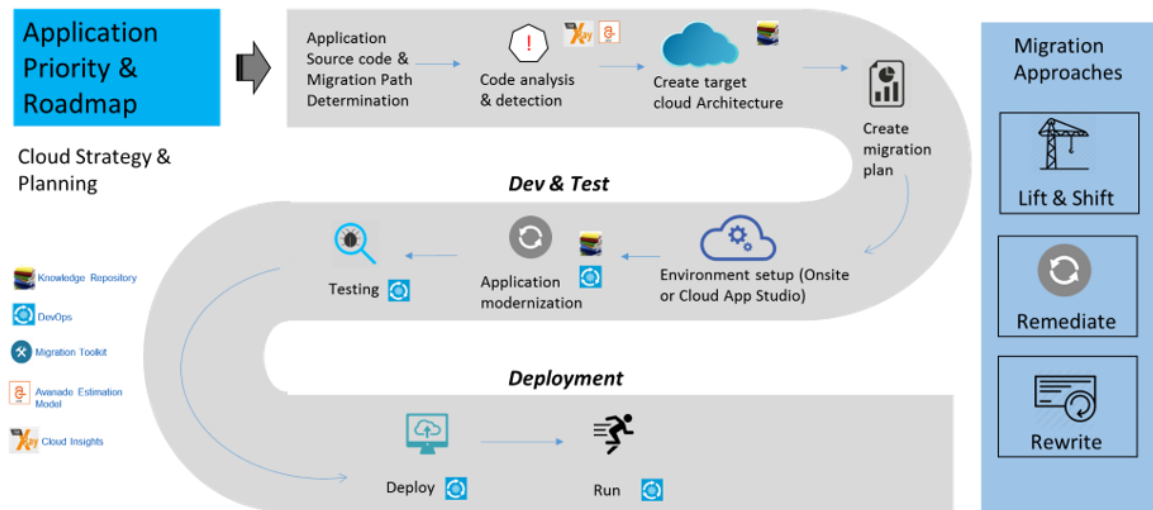 Application
Priority &
Roadmap
Cloud Strategy &
Planning
Application
Source code &
Migration Path
Determination
!
Code analysis
& detection
Create target
cloud Architecture
Create
migration
plan
Dev & Test
Environment setup (Onsite
or Cloud App Studio)
Application
modernization
Testing
Deployment
Deploy
Run
Knowledge Repository
DevOps
Migration Toolkit
Avanade Estimation
Model
Cloud Insights
Migration
Approaches
Lift & Shift
Remediate
Rewrite